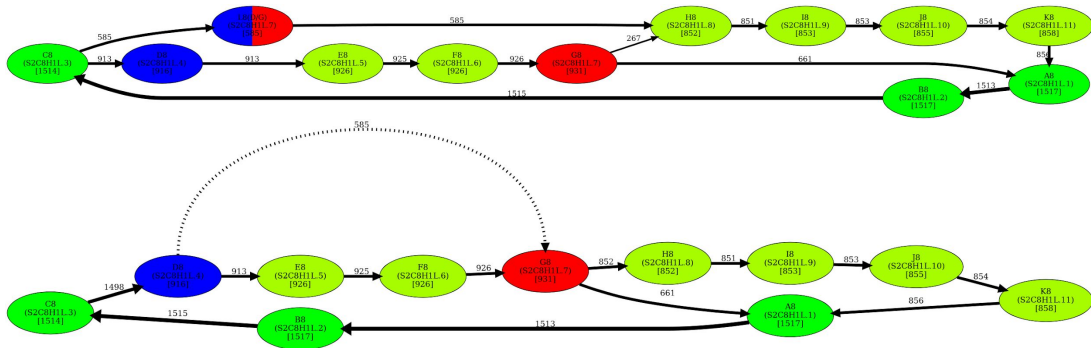 585
C8
(S2C8H1L.3)
[1514]
913
(S2C8H1L.7)
[585]
585
913
E8
(S2C8H1L.5)
[926]
925
F8
(S2C8H1L.6)
[926]
926
G8
(S2C8H1L.7)
[931]
267
661
H8
(S2C8H1L.8)
[852]
851
I8
(S2C8H1L.9)
[853]
853
J8
(S2C8H1L.10)
[855]
854
K8
(S2C8H1L.11)
[858]
856
A8
(S2C8H1L.1)
[1517]
1513
B8
(S2C8H1L.2)
[1517]
1515
585
C8
(S2C8H1L.3)
[1514]
1498
D8
(S2C8H1L.4)
913
E8
(S2C8H1L.5)
[926]
925
F8
(S2C8H1L.6)
[926]
926
G8
(S2C8H1L.7)
[931]
852
661
H8
(S2C8H1L.8)
[852]
851
I8
(S2C8H1L.9)
[853]
853
J8
(S2C8H1L.10)
[855]
854
K8
(S2C8H1L.11)
[858]
856
A8
(S2C8H1L.1)
[1517]
1513
B8
(S2C8H1L.2)
[1517]
1515